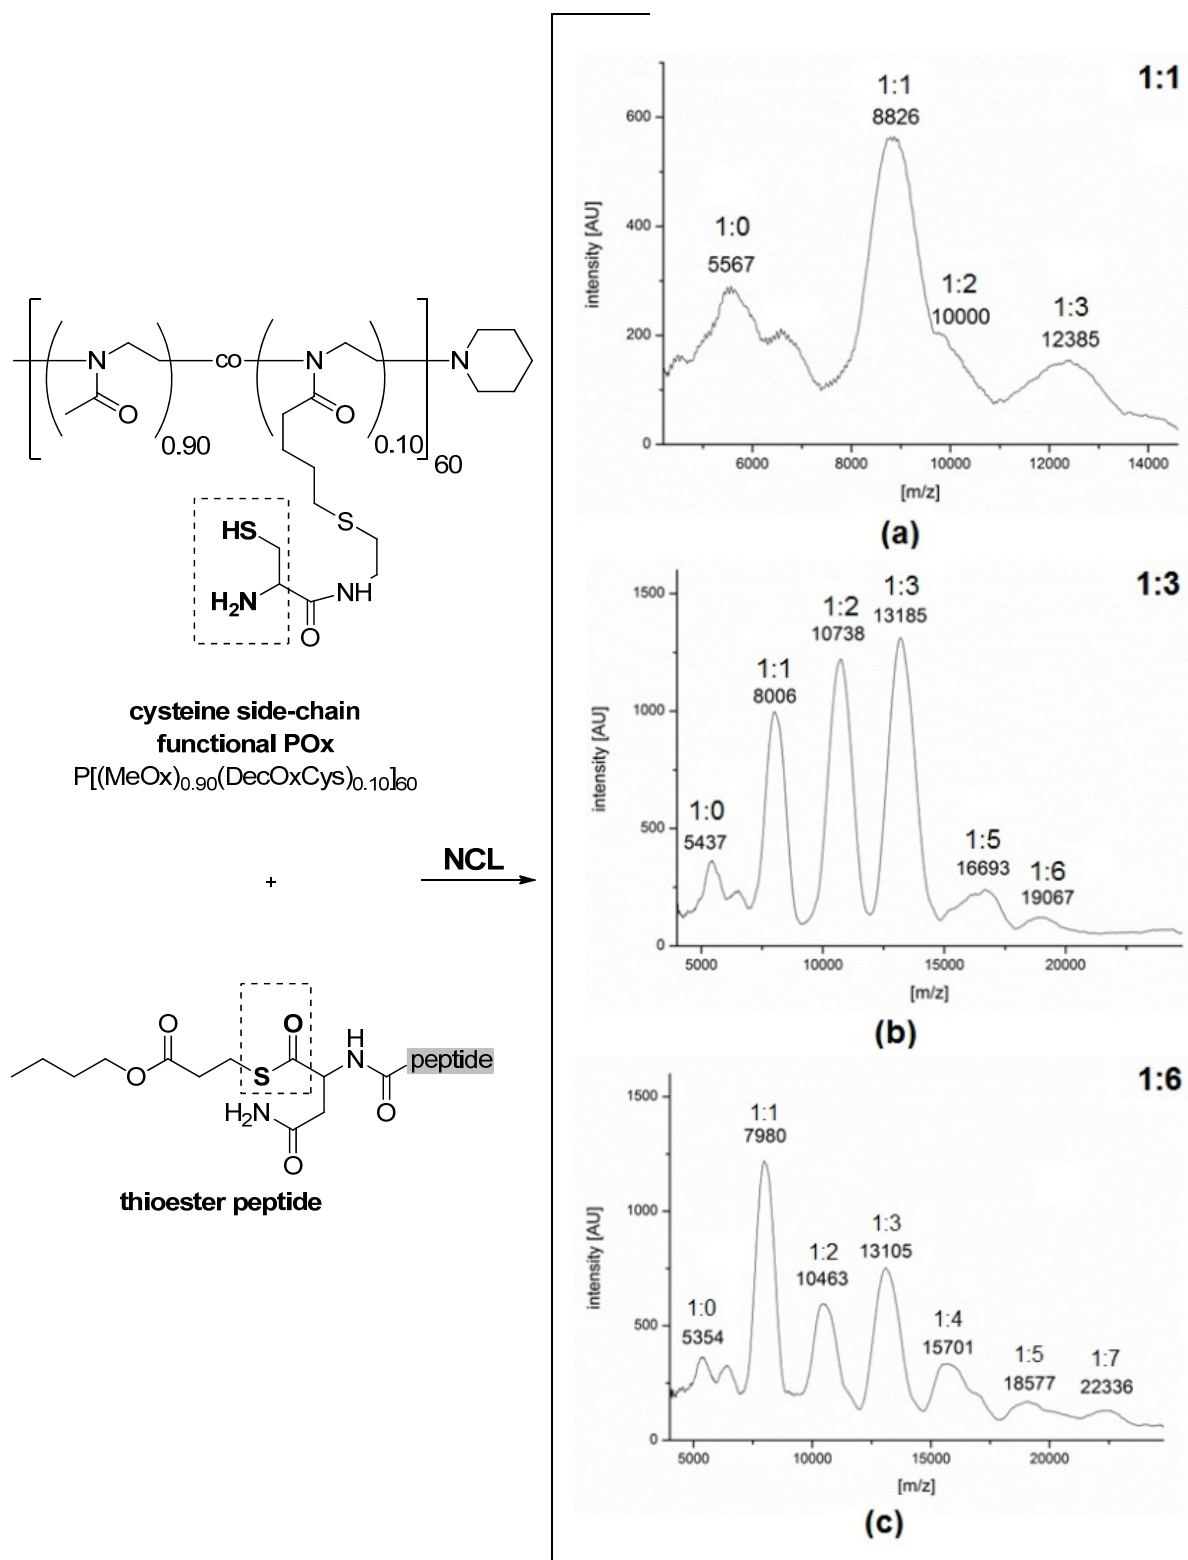 N
O
0.90
co
N
O
0.10
60
N
S
HS
H₂N
NH
O
cysteine side-chain
functional POx
P[(MeOx)0.90(DecOxCys)0.10]60
+
NCL
O
O
S
O
H
N
peptide
O
H₂N
O
thioester peptide
1:1
600
400
200
0
intensity [AU]
1:0
5567
1:1
8826
1:2
10000
1:3
12385
6000 8000 10000 12000 14000
[m/z]
(a)
1:3
1500
1000
500
0
intensity [AU]
1:0
5437
1:1
8006
1:2
10738
1:3
13185
1:5
16693
1:6
19067
5000 10000 15000 20000
[m/z]
(b)
1:6
1500
1000
500
0
intensity [AU]
1:0
5354
1:1
7980
1:2
10463
1:3
13105
1:4
15701
1:5
18577
1:7
22336
5000 10000 15000 20000
[m/z]
(c)